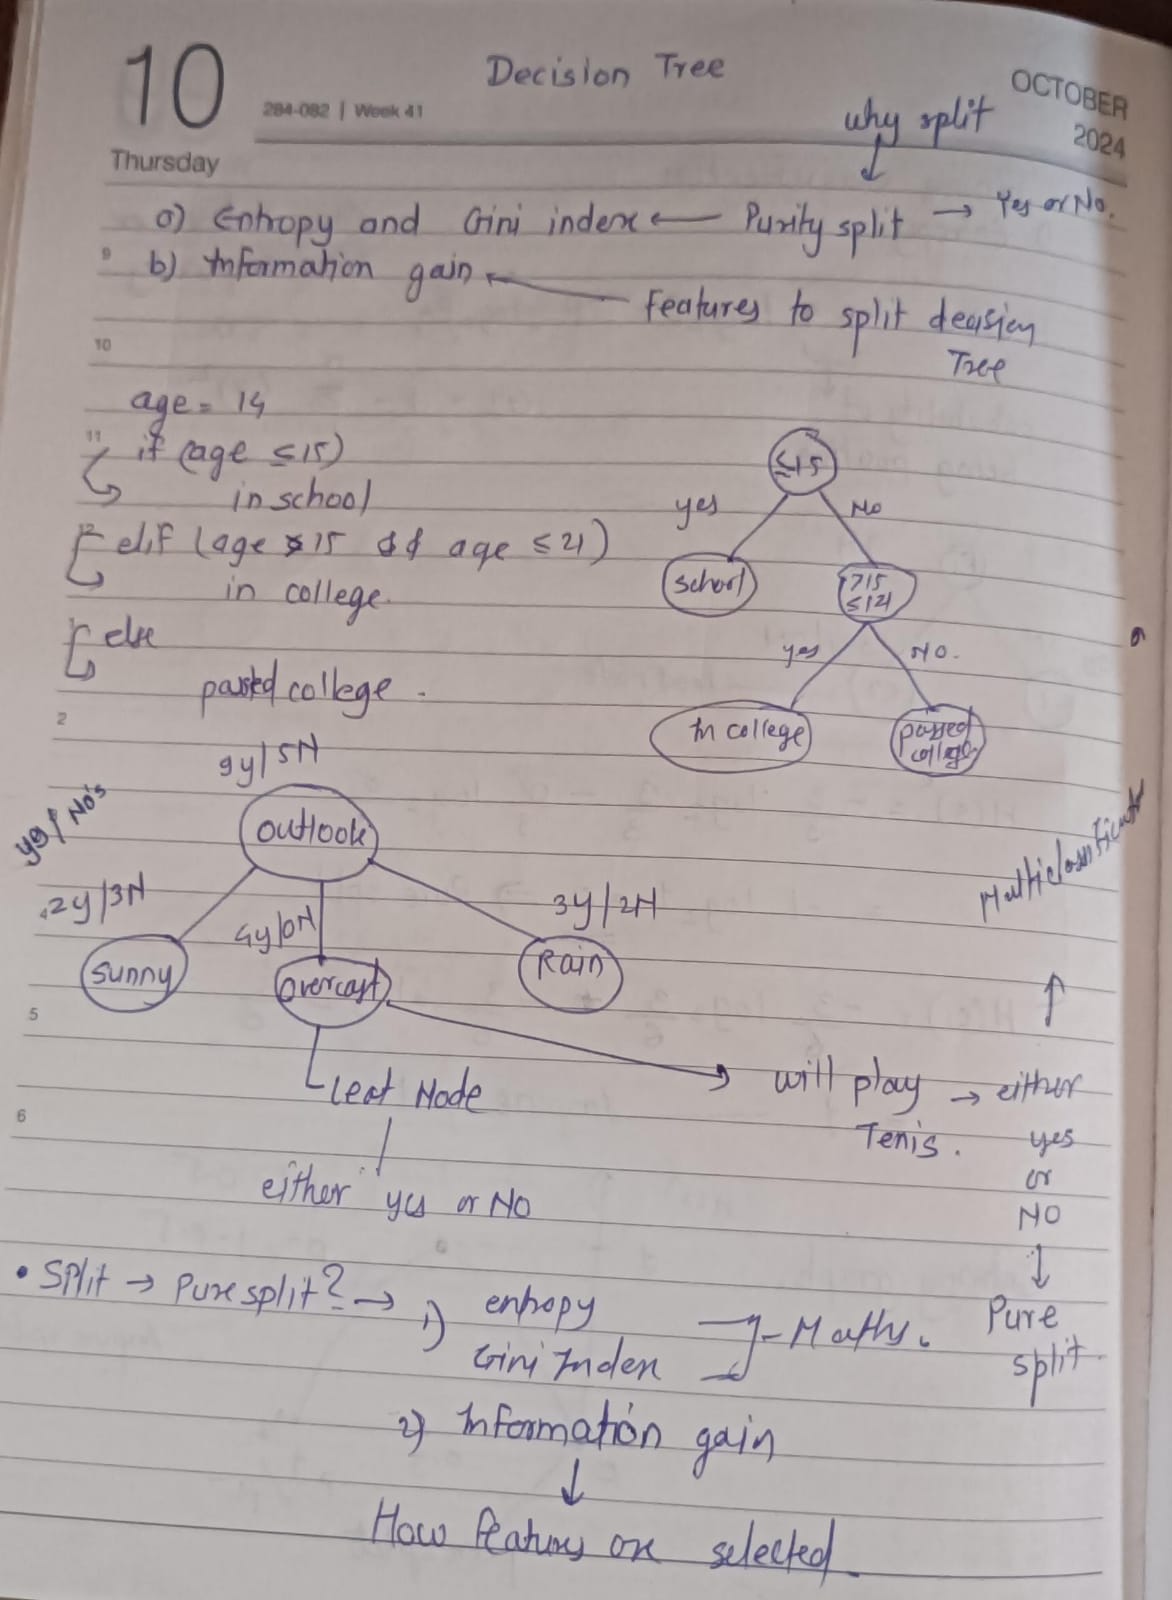 10
Thursday
284-082 | Week 41
Decision Tree
OCTOBER
2024
why split
↓
a) Entropy and Gini index ← Purity split → Yes or No.
b) Information gain ← Features to split decision
Tree
9
10
11
12
2
5
6
age = 14
if (age ≤ 15)
in school
elif (age > 15 && age ≤ 21)
in college.
else
passed college.
≤15
yes
No
school
>15
≤21
yes
NO.
In college
passed
college
9y/5N
yes/No's
outlook
2y/3N
4y/0N
3y/2N
Sunny
overcast
Rain
Leaf Node
either yes or NO
→ will play → either
Tenis.
yes
or
NO
↓
Pure
split.
↑
• Split → Pure split? → 1) entropy
Gini Index
- Maths.
2) Information gain
↓
How features are selected.